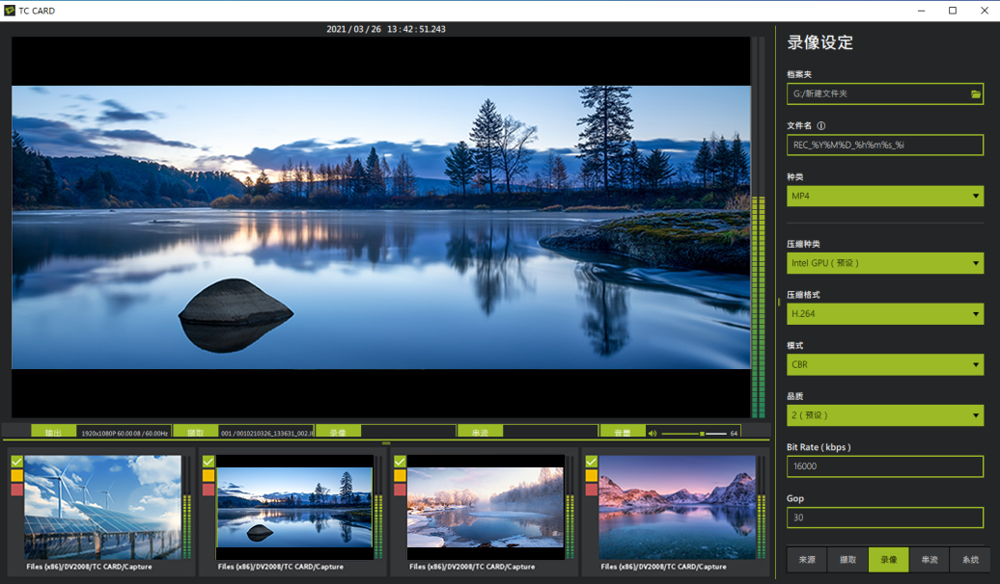 TC CARD
2021 / 03 / 26 13 : 42 : 51.243
输出 1920x1080P 60.00.08 / 60.00Hz 撷取 001 / 0010210326_133631_002.J 录像 串流 音量 64
Files (x86)/DV2008/TC CARD/Capture
Files (x86)/DV2008/TC CARD/Capture
Files (x86)/DV2008/TC CARD/Capture
Files (x86)/DV2008/TC CARD/Capture
录像设定
档案夹
G:/新建文件夹
文件名
REC_%Y%M%D_%h%m%s_%i
种类
MP4
压缩种类
Intel GPU ( 预设 )
压缩格式
H.264
模式
CBR
品质
2 ( 预设 )
Bit Rate ( kbps )
16000
Gop
30
来源 撷取 录像 串流 系统